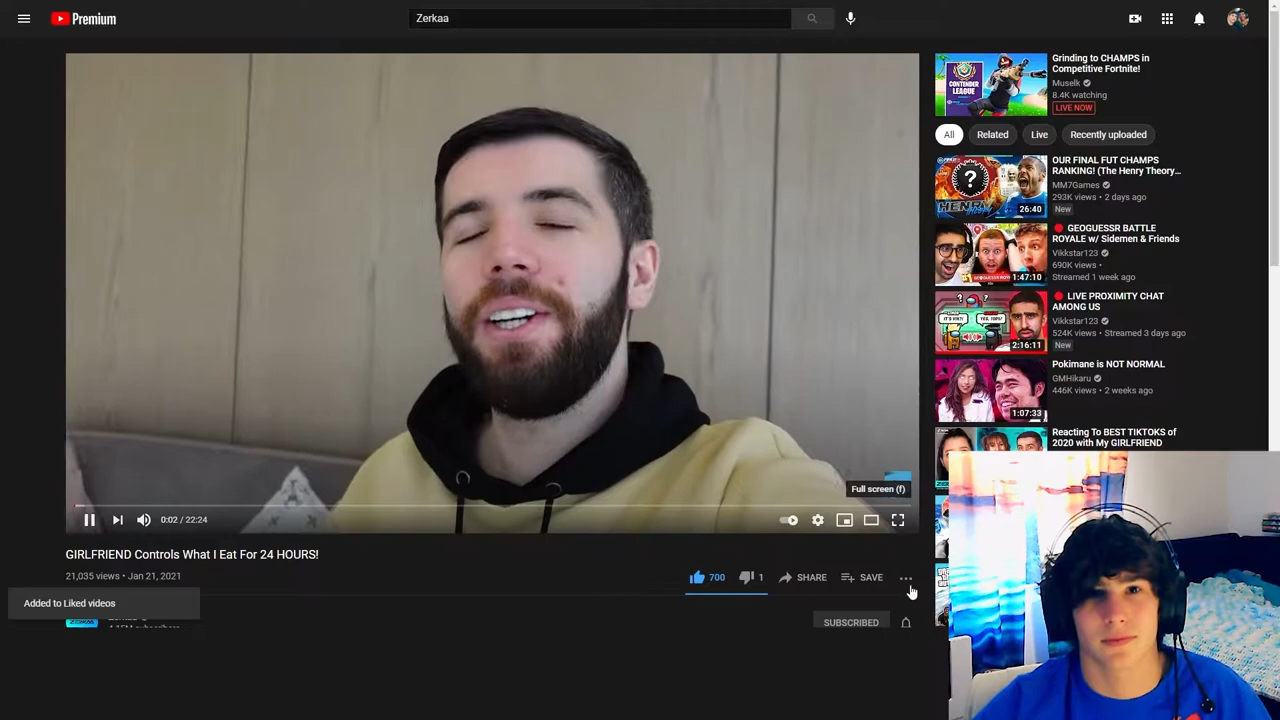 Premium
Zerkaa
Full screen (f)
0:02 / 22:24
GIRLFRIEND Controls What I Eat For 24 HOURS!
21,035 views • Jan 21, 2021
700
1
SHARE
SAVE
Added to Liked videos
SUBSCRIBED
Grinding to CHAMPS in
Competitive Fortnite!
Muselk
8.4K watching
LIVE NOW
CONTENDER
LEAGUE
All
Related
Live
Recently uploaded
OUR FINAL FUT CHAMPS
RANKING! (The Henry Theory...
MM7Games
293K views • 2 days ago
New
HENRY
26:40
GEOGUESSR BATTLE
ROYALE w/ Sidemen & Friends
Vikkstar123
690K views •
Streamed 1 week ago
1:47:10
LIVE PROXIMITY CHAT
AMONG US
Vikkstar123
524K views • Streamed 3 days ago
New
2:16:11
Pokimane is NOT NORMAL
GMHikaru
446K views • 2 weeks ago
1:07:33
Reacting To BEST TIKTOKS of
2020 with My GIRLFRIEND